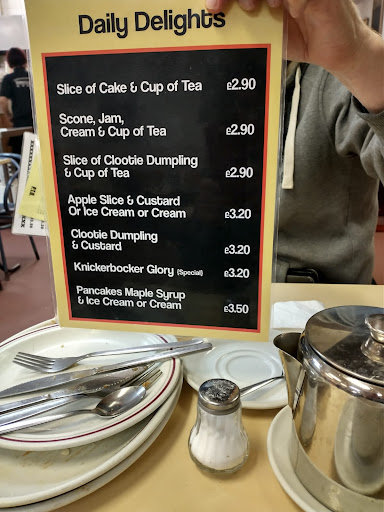 Daily Delights
Slice of Cake & Cup of Tea £2.90
Scone, Jam,
Cream & Cup of Tea £2.90
Slice of Clootie Dumpling
& Cup of Tea £2.90
Apple Slice & Custard
Or Ice Cream or Cream £3.20
Clootie Dumpling
& Custard £3.20
Knickerbocker Glory (Special) £3.20
Pancakes Maple Syrup
& Ice Cream or Cream £3.50